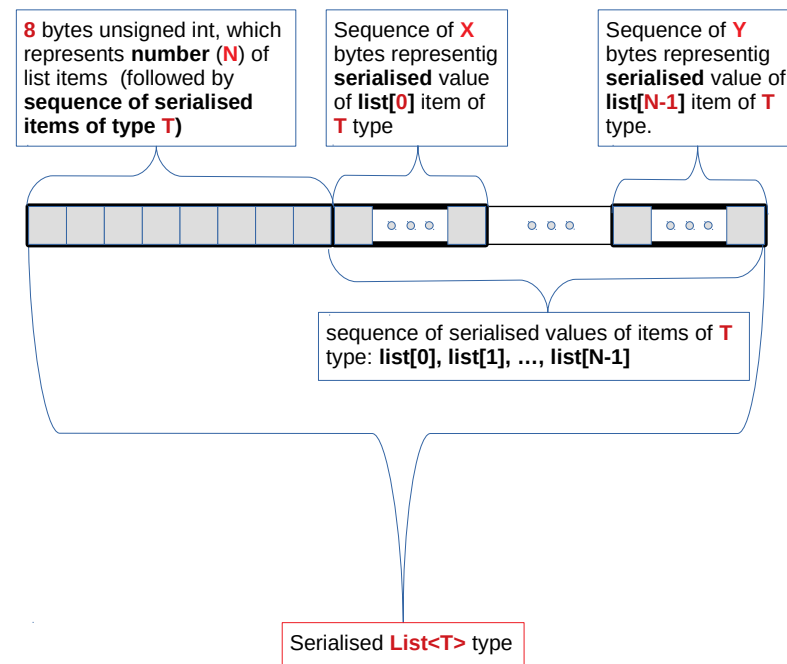 8 bytes unsigned int, which
represents number (N) of
list items (followed by
sequence of serialised
items of type T)
Sequence of X
bytes representig
serialised value
of list[0] item of
T type
Sequence of Y
bytes representig
serialised value of
list[N-1] item of T
type.
sequence of serialised values of items of T
type: list[0], list[1], …, list[N-1]
Serialised List<T> type